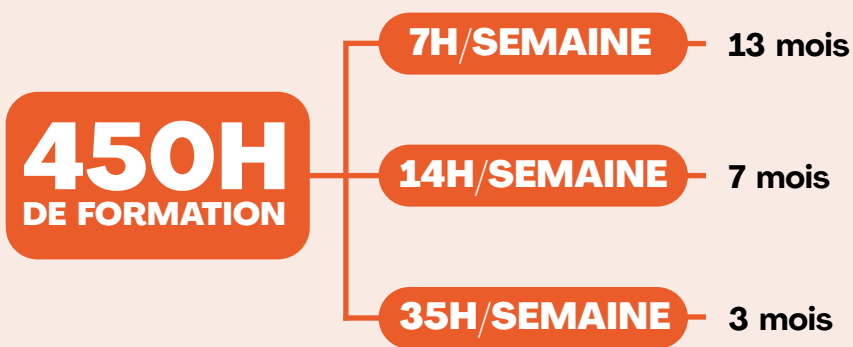 450H
DE FORMATION
7H/SEMAINE
13 mois
14H/SEMAINE
7 mois
35H/SEMAINE
3 mois